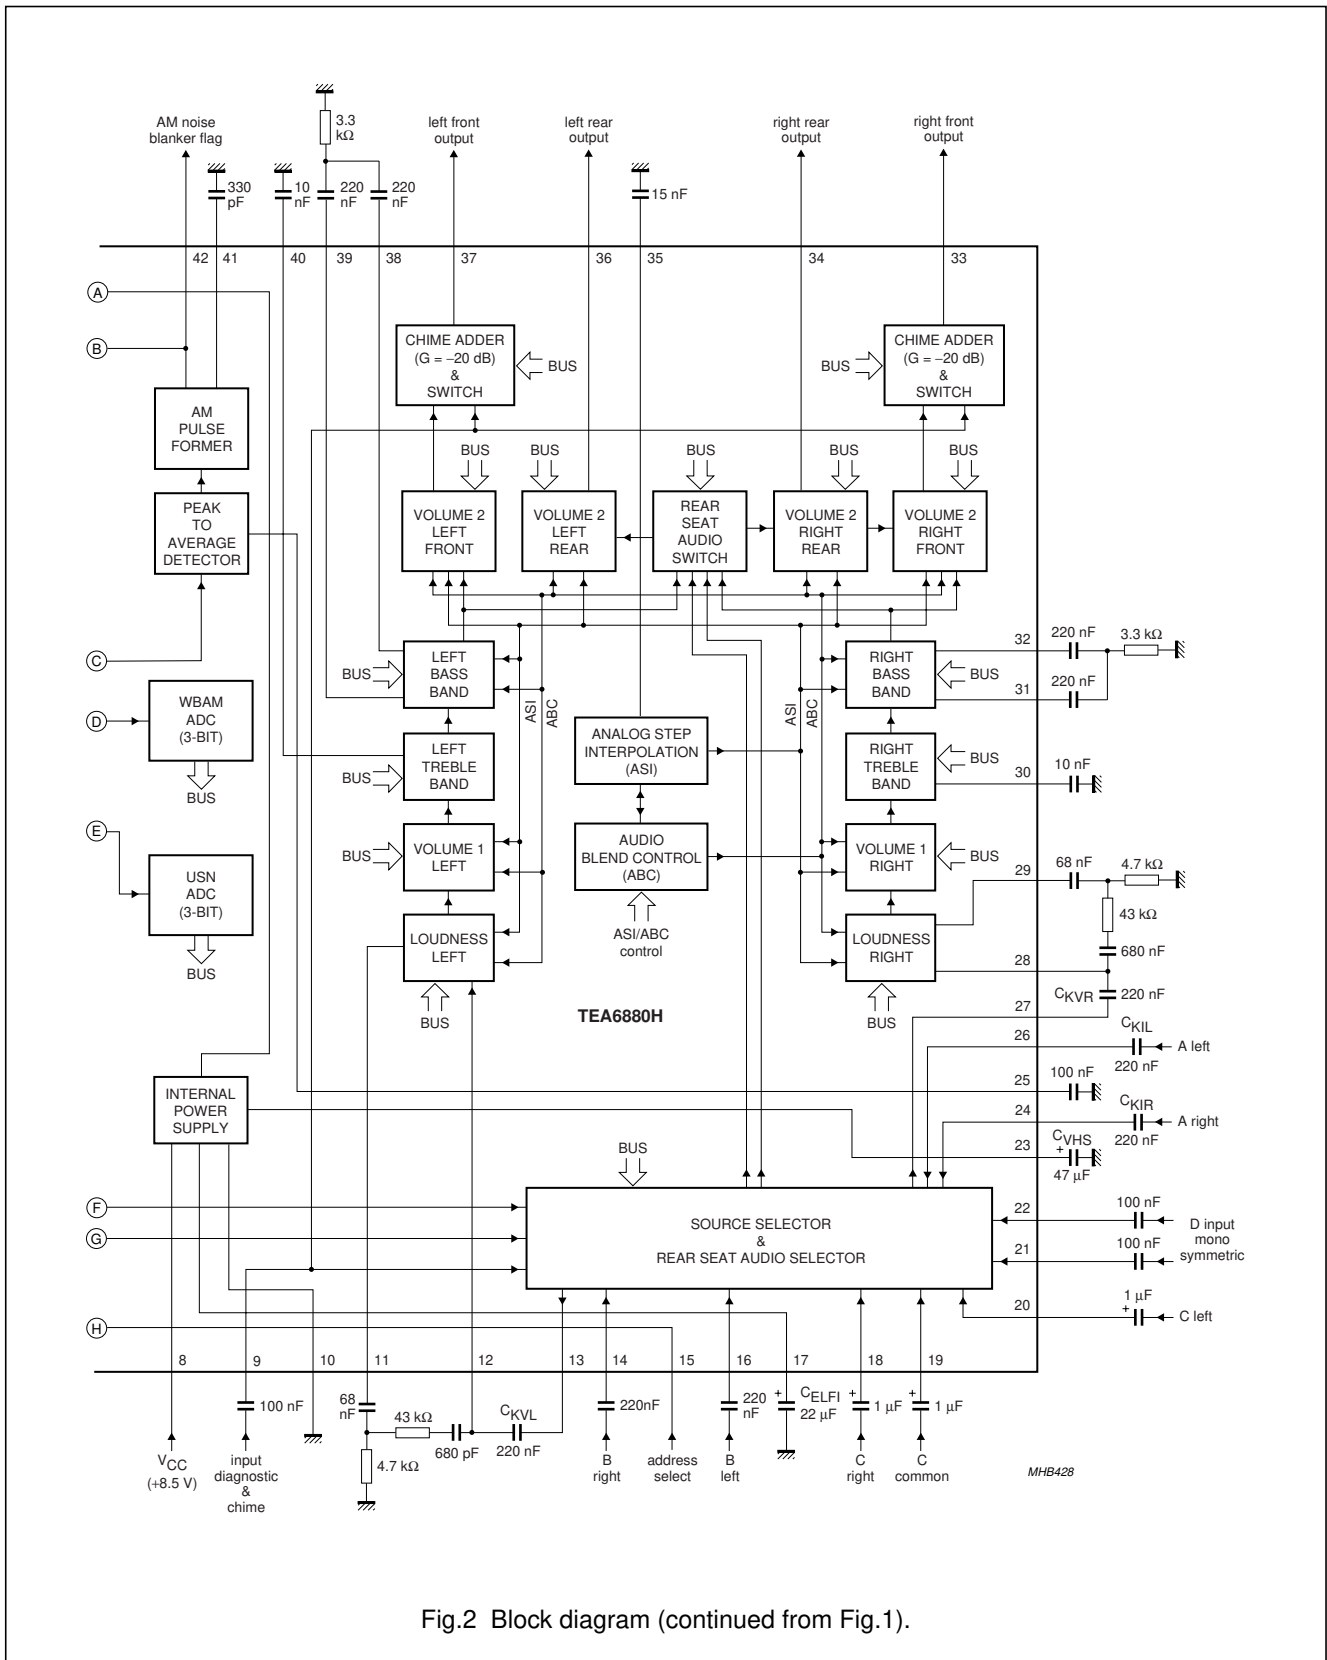 AM noise
blanker flag
330
pF
10
nF
3.3
kΩ
220
nF
220
nF
left front
output
left rear
output
15 nF
right rear
output
right front
output
42
41
40
39
38
37
36
35
34
33
A
B
C
D
E
F
G
H
AM
PULSE
FORMER
PEAK
TO
AVERAGE
DETECTOR
WBAM
ADC
(3-BIT)
BUS
USN
ADC
(3-BIT)
BUS
CHIME ADDER
(G = −20 dB)
&
SWITCH
BUS
BUS
CHIME ADDER
(G = −20 dB)
&
SWITCH
BUS
BUS
BUS
BUS
BUS
VOLUME 2
LEFT
FRONT
VOLUME 2
LEFT
REAR
REAR
SEAT
AUDIO
SWITCH
VOLUME 2
RIGHT
REAR
VOLUME 2
RIGHT
FRONT
BUS
LEFT
BASS
BAND
ASI
ABC
ASI
ABC
RIGHT
BASS
BAND
BUS
32
220 nF
3.3 kΩ
31
220 nF
BUS
LEFT
TREBLE
BAND
ANALOG STEP
INTERPOLATION
(ASI)
RIGHT
TREBLE
BAND
BUS
30
10 nF
BUS
VOLUME 1
LEFT
AUDIO
BLEND CONTROL
(ABC)
VOLUME 1
RIGHT
BUS
29
68 nF
4.7 kΩ
43 kΩ
680 nF
LOUDNESS
LEFT
BUS
ASI/ABC
control
LOUDNESS
RIGHT
BUS
28
CKVR
220 nF
TEA6880H
27
26
CKIL
220 nF
A left
25
100 nF
24
CKIR
220 nF
A right
23
CVHS
+
47 µF
INTERNAL
POWER
SUPPLY
BUS
SOURCE SELECTOR
&
REAR SEAT AUDIO SELECTOR
22
100 nF
D input
mono
symmetric
21
100 nF
20
1 µF
+
C left
8
9
10
11
12
13
14
15
16
17
18
19
VCC
(+8.5 V)
100 nF
input
diagnostic
&
chime
68
nF
43 kΩ
4.7 kΩ
680 pF
CKVL
220 nF
220nF
B
right
address
select
220
nF
B
left
+
CELFI
22 µF
+
1 µF
C
right
+
1 µF
C
common
MHB428
Fig.2 Block diagram (continued from Fig.1).